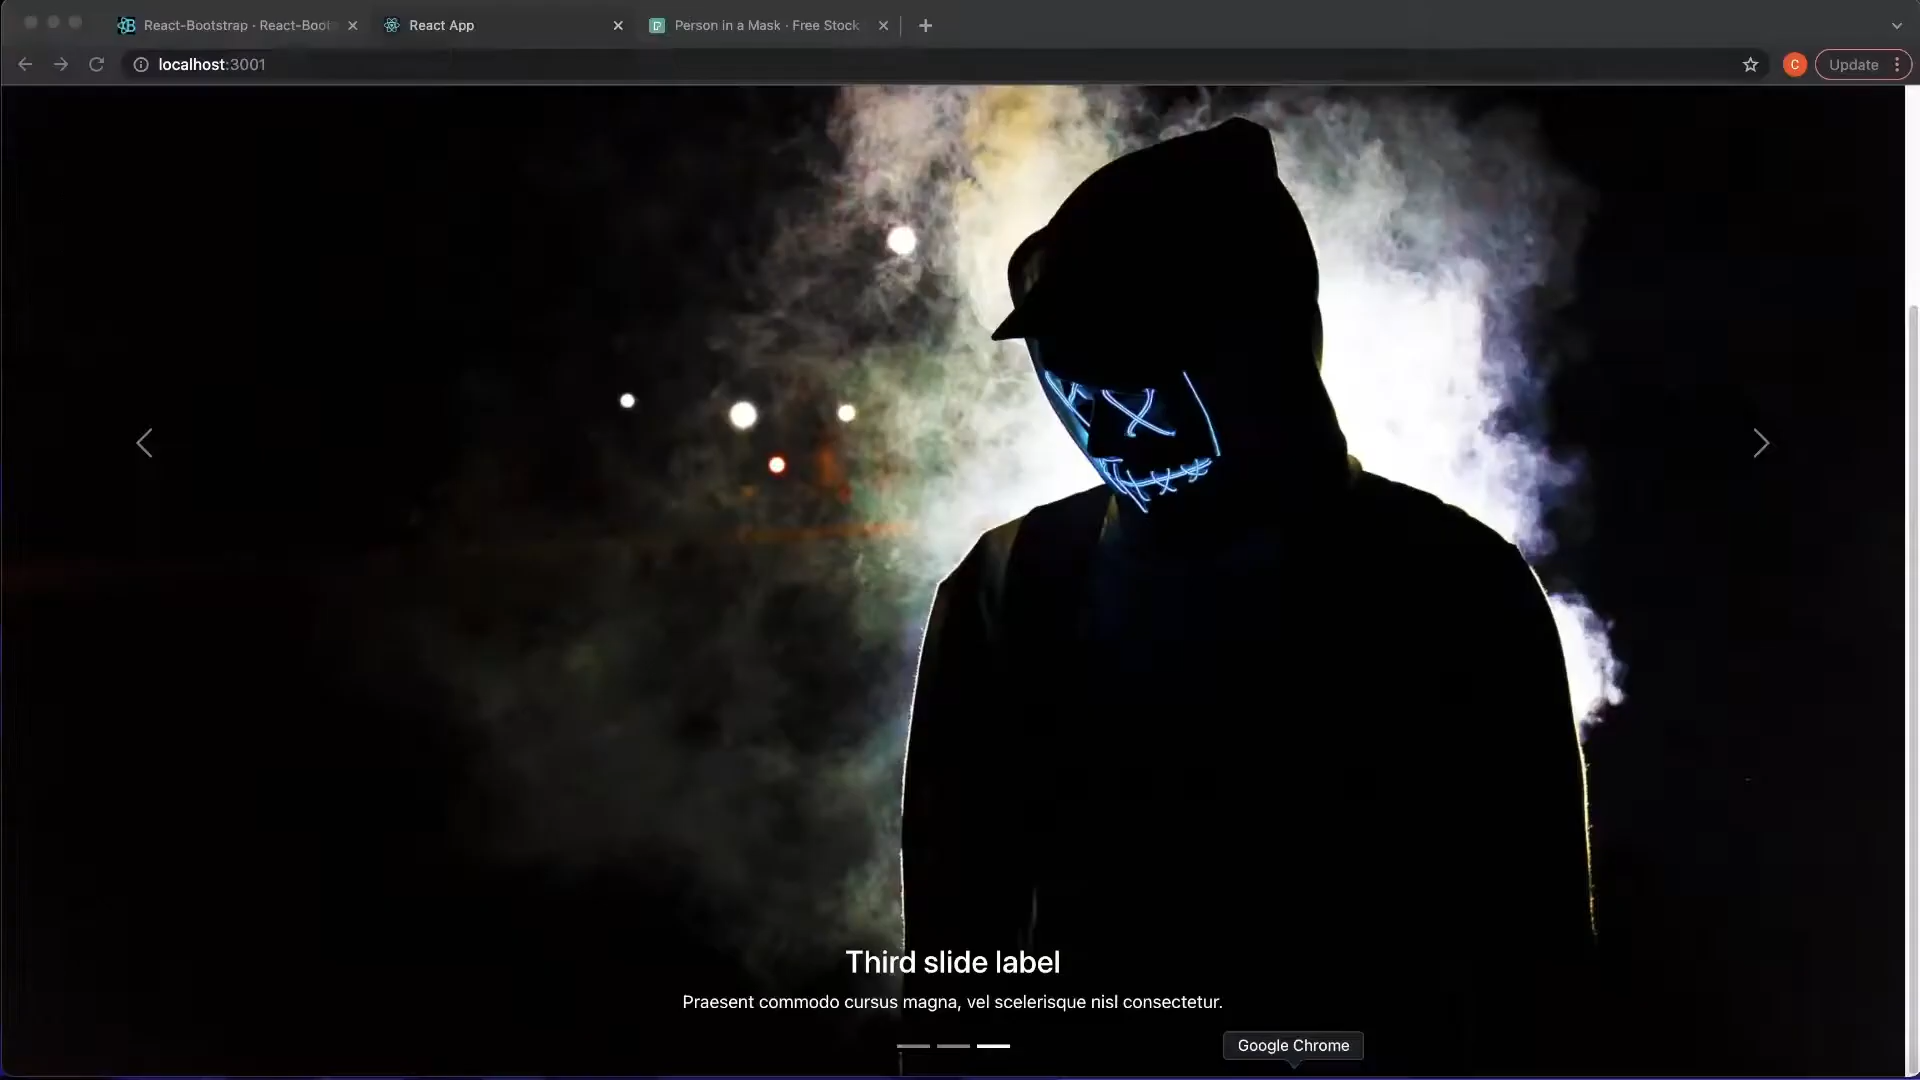 React-Bootstrap · React-Boot
React App
Person in a Mask · Free Stock
localhost:3001
C
Update
Third slide label
Praesent commodo cursus magna, vel scelerisque nisl consectetur.
Google Chrome